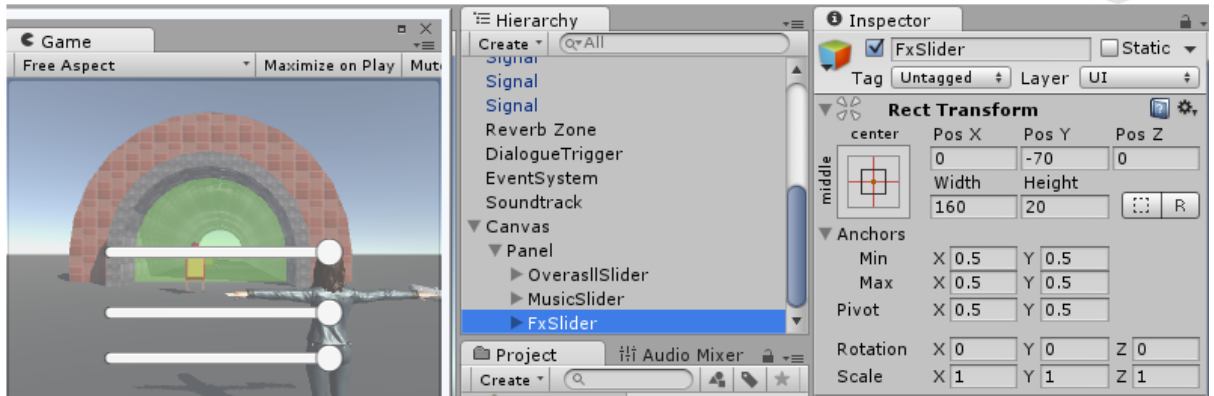 Game
Free Aspect
Maximize on Play
Mut
Hierarchy
Create
All
Signal
Signal
Signal
Reverb Zone
DialogueTrigger
EventSystem
Soundtrack
Canvas
Panel
OverasllSlider
MusicSlider
FxSlider
Project
Audio Mixer
Create
Inspector
FxSlider
Static
Tag Untagged Layer UI
Rect Transform
center Pos X Pos Y Pos Z
middle
0 -70 0
Width Height
160 20
R
Anchors
Min X 0.5 Y 0.5
Max X 0.5 Y 0.5
Pivot X 0.5 Y 0.5
Rotation X 0 Y 0 Z 0
Scale X 1 Y 1 Z 1